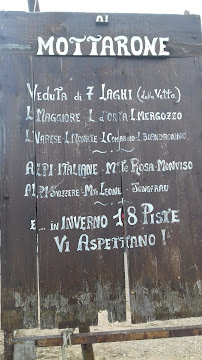 AL
MOTTARONE
VEDUTA di 7 LAGHI (dalla Vetta)
L. MAGGIORE - L. d'ORTA L. MERGOZZO
L. VARESE - L. MONATE - L. COMABBIO - L. BIANDRONNO
ALPI - ITALIANE - MTE ROSA - MONVISO
ALPI SVIZZERE - MTE LEONE - JUNGFRAU
E... in INVERNO 18 PISTE
VI ASPETTANO!